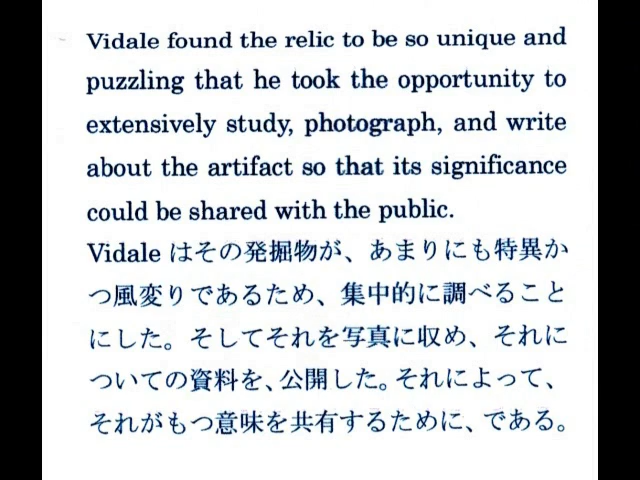 Vidale found the relic to be so unique and
puzzling that he took the opportunity to
extensively study, photograph, and write
about the artifact so that its significance
could be shared with the public.
Vidale はその発掘物が、あまりにも特異か
つ風変りであるため、集中的に調べること
にした。そしてそれを写真に収め、それに
ついての資料を、公開した。それによって、
それがもつ意味を共有するために、である。